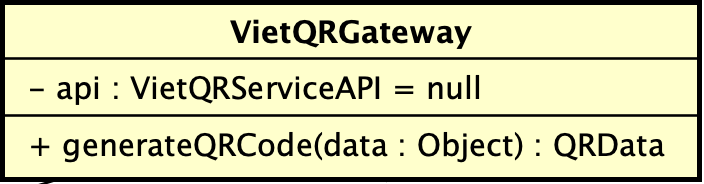 VietQRGateway
- api : VietQRServiceAPI = null
+ generateQRCode(data : Object) : QRData